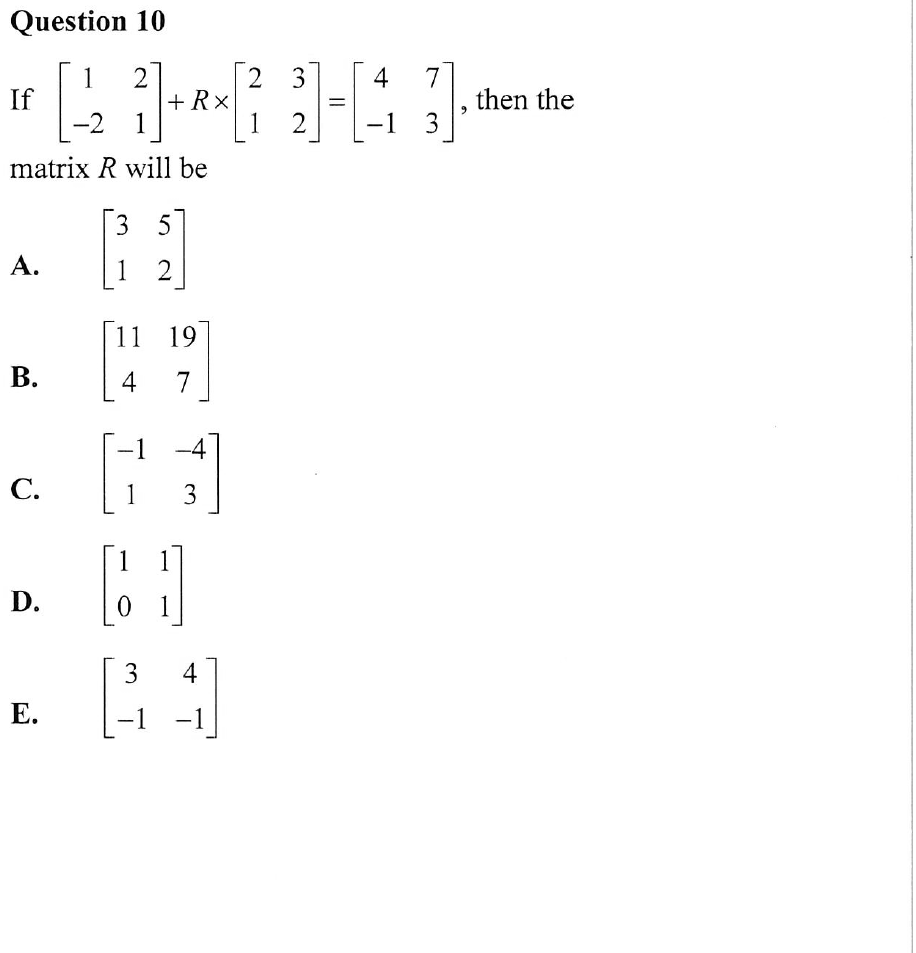 Question 10
If [1 2; −2 1] + R × [2 3; 1 2] = [4 7; −1 3], then the
matrix R will be
A. [3 5; 1 2]
B. [11 19; 4 7]
C. [−1 −4; 1 3]
D. [1 1; 0 1]
E. [3 4; −1 −1]